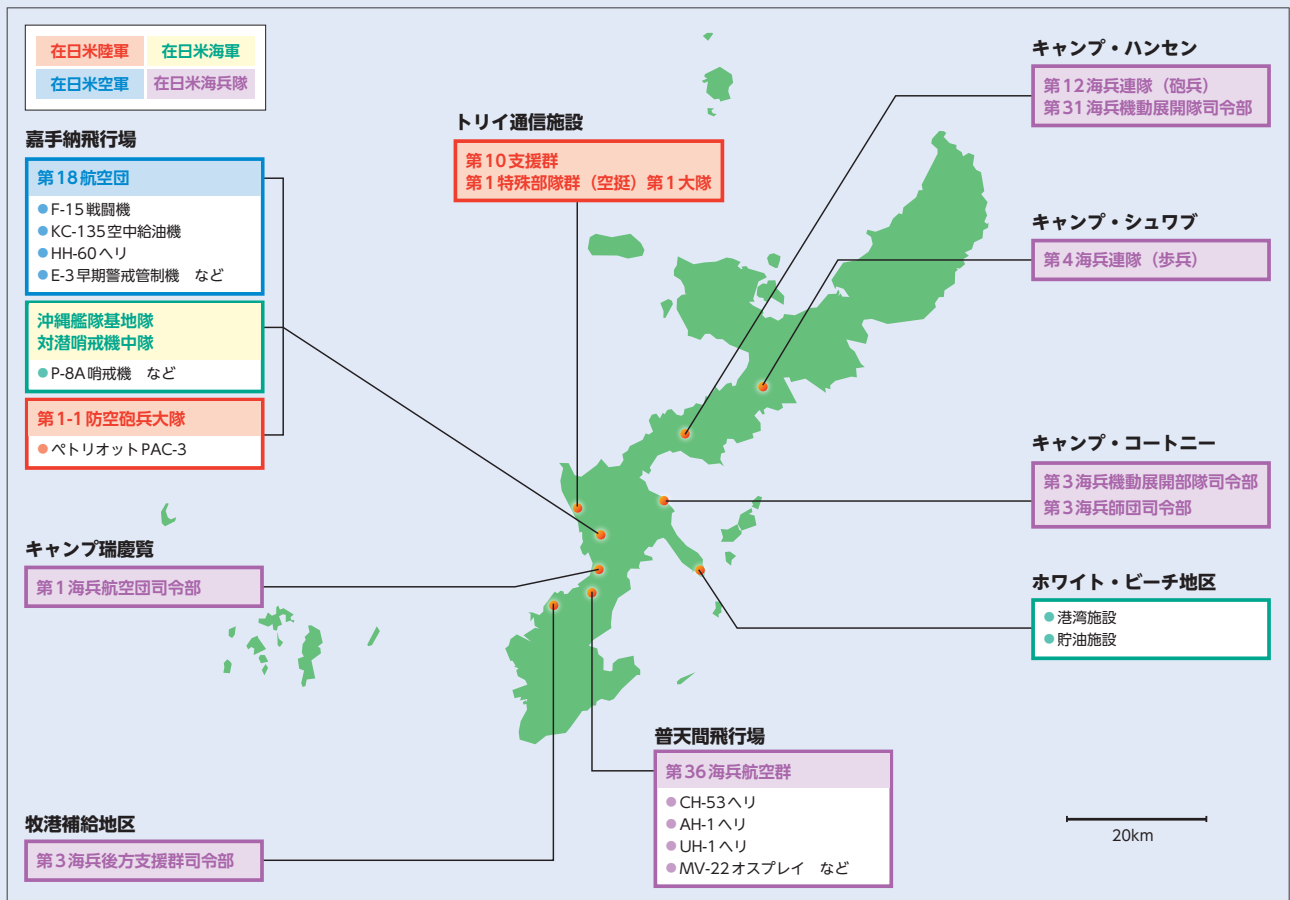 在日米陸軍
在日米海軍
在日米空軍
在日米海兵隊
嘉手納飛行場
第18航空団
●F-15戦闘機
●KC-135空中給油機
●HH-60ヘリ
●E-3早期警戒管制機　など
沖縄艦隊基地隊
対潜哨戒機中隊
●P-8A哨戒機　など
第1-1防空砲兵大隊
●ペトリオットPAC-3
トリイ通信施設
第10支援群
第1特殊部隊群（空挺）第1大隊
キャンプ・ハンセン
第12海兵連隊（砲兵）
第31海兵機動展開隊司令部
キャンプ・シュワブ
第4海兵連隊（歩兵）
キャンプ・コートニー
第3海兵機動展開部隊司令部
第3海兵師団司令部
キャンプ瑞慶覧
第1海兵航空団司令部
ホワイト・ビーチ地区
●港湾施設
●貯油施設
普天間飛行場
第36海兵航空群
●CH-53ヘリ
●AH-1ヘリ
●UH-1ヘリ
●MV-22オスプレイ　など
牧港補給地区
第3海兵後方支援群司令部
20km